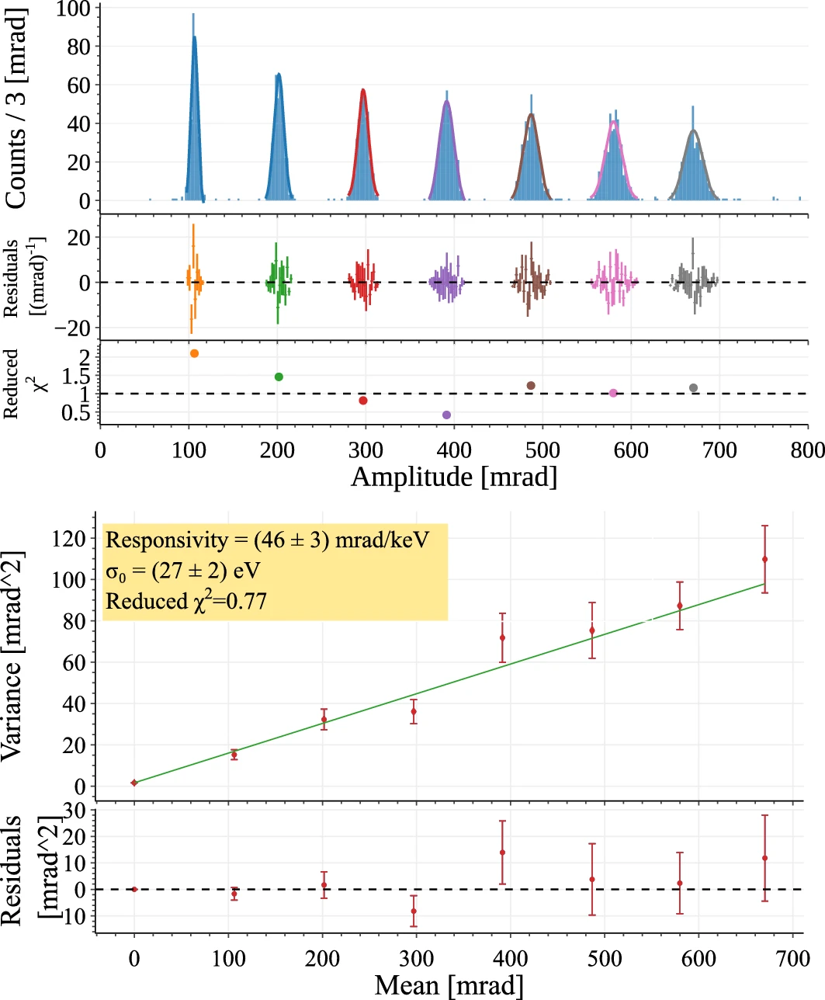 Counts / 3 [mrad]
100
80
60
40
20
0
Residuals
[(mrad)⁻¹]
20
0
−20
Reduced
χ²
2
1.5
1
0.5
0 100 200 300 400 500 600 700 800
Amplitude [mrad]
Variance [mrad^2]
120
100
80
60
40
20
0
Responsivity = (46 ± 3) mrad/keV
σ₀ = (27 ± 2) eV
Reduced χ²=0.77
Residuals
[mrad^2]
30
20
10
0
10
0 100 200 300 400 500 600 700
Mean [mrad]